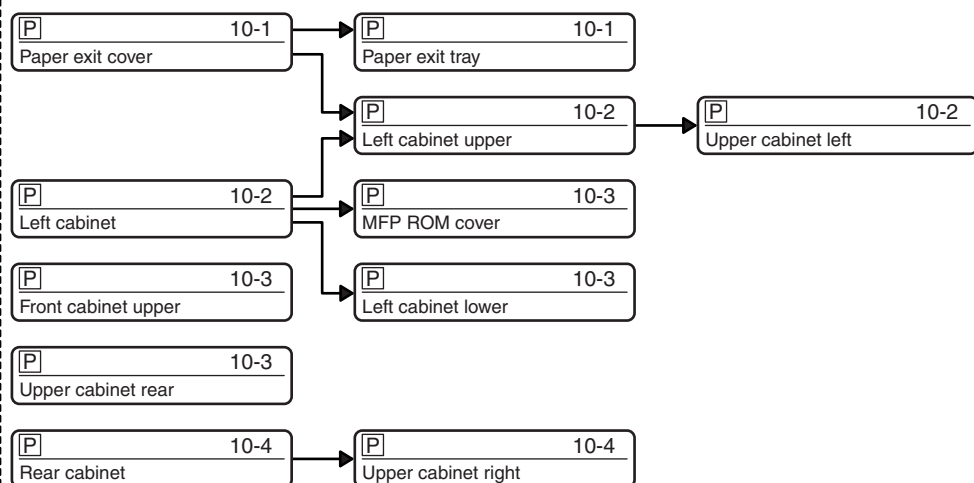 P 10-1
Paper exit cover
P 10-1
Paper exit tray
P 10-2
Left cabinet upper
P 10-2
Upper cabinet left
P 10-2
Left cabinet
P 10-3
MFP ROM cover
P 10-3
Front cabinet upper
P 10-3
Left cabinet lower
P 10-3
Upper cabinet rear
P 10-4
Rear cabinet
P 10-4
Upper cabinet right